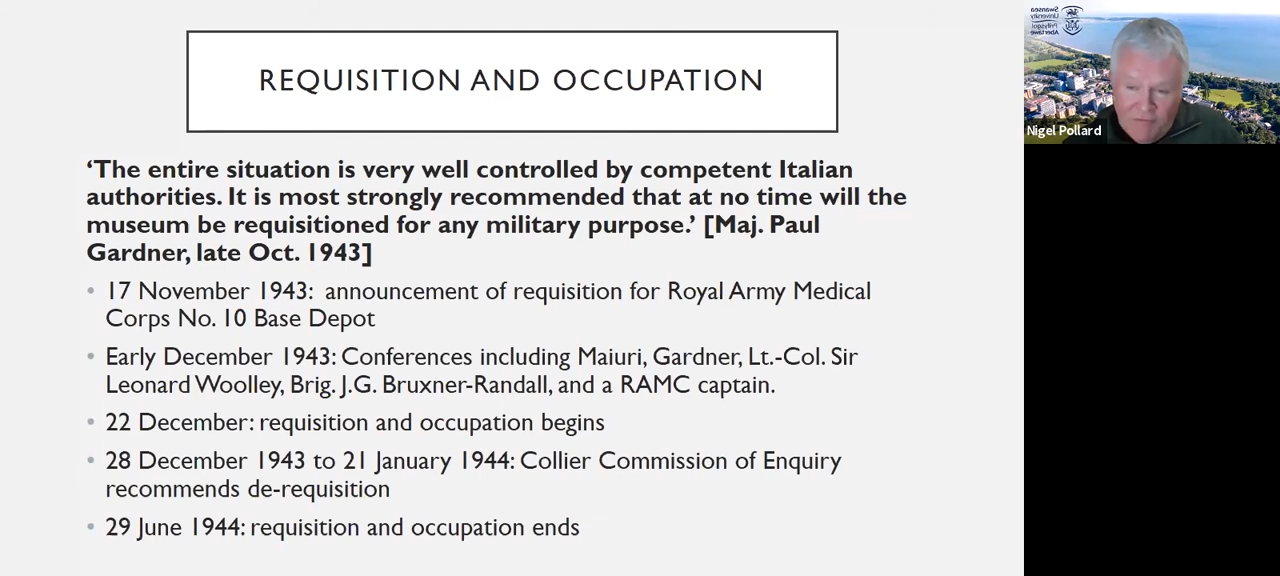 REQUISITION AND OCCUPATION
‘The entire situation is very well controlled by competent Italian
authorities. It is most strongly recommended that at no time will the
museum be requisitioned for any military purpose.’ [Maj. Paul
Gardner, late Oct. 1943]
• 17 November 1943: announcement of requisition for Royal Army Medical
Corps No. 10 Base Depot
• Early December 1943: Conferences including Maiuri, Gardner, Lt.-Col. Sir
Leonard Woolley, Brig. J.G. Bruxner-Randall, and a RAMC captain.
• 22 December: requisition and occupation begins
• 28 December 1943 to 21 January 1944: Collier Commission of Enquiry
recommends de-requisition
• 29 June 1944: requisition and occupation ends
Swansea
University
Prifysgol
Abertawe
Nigel Pollard